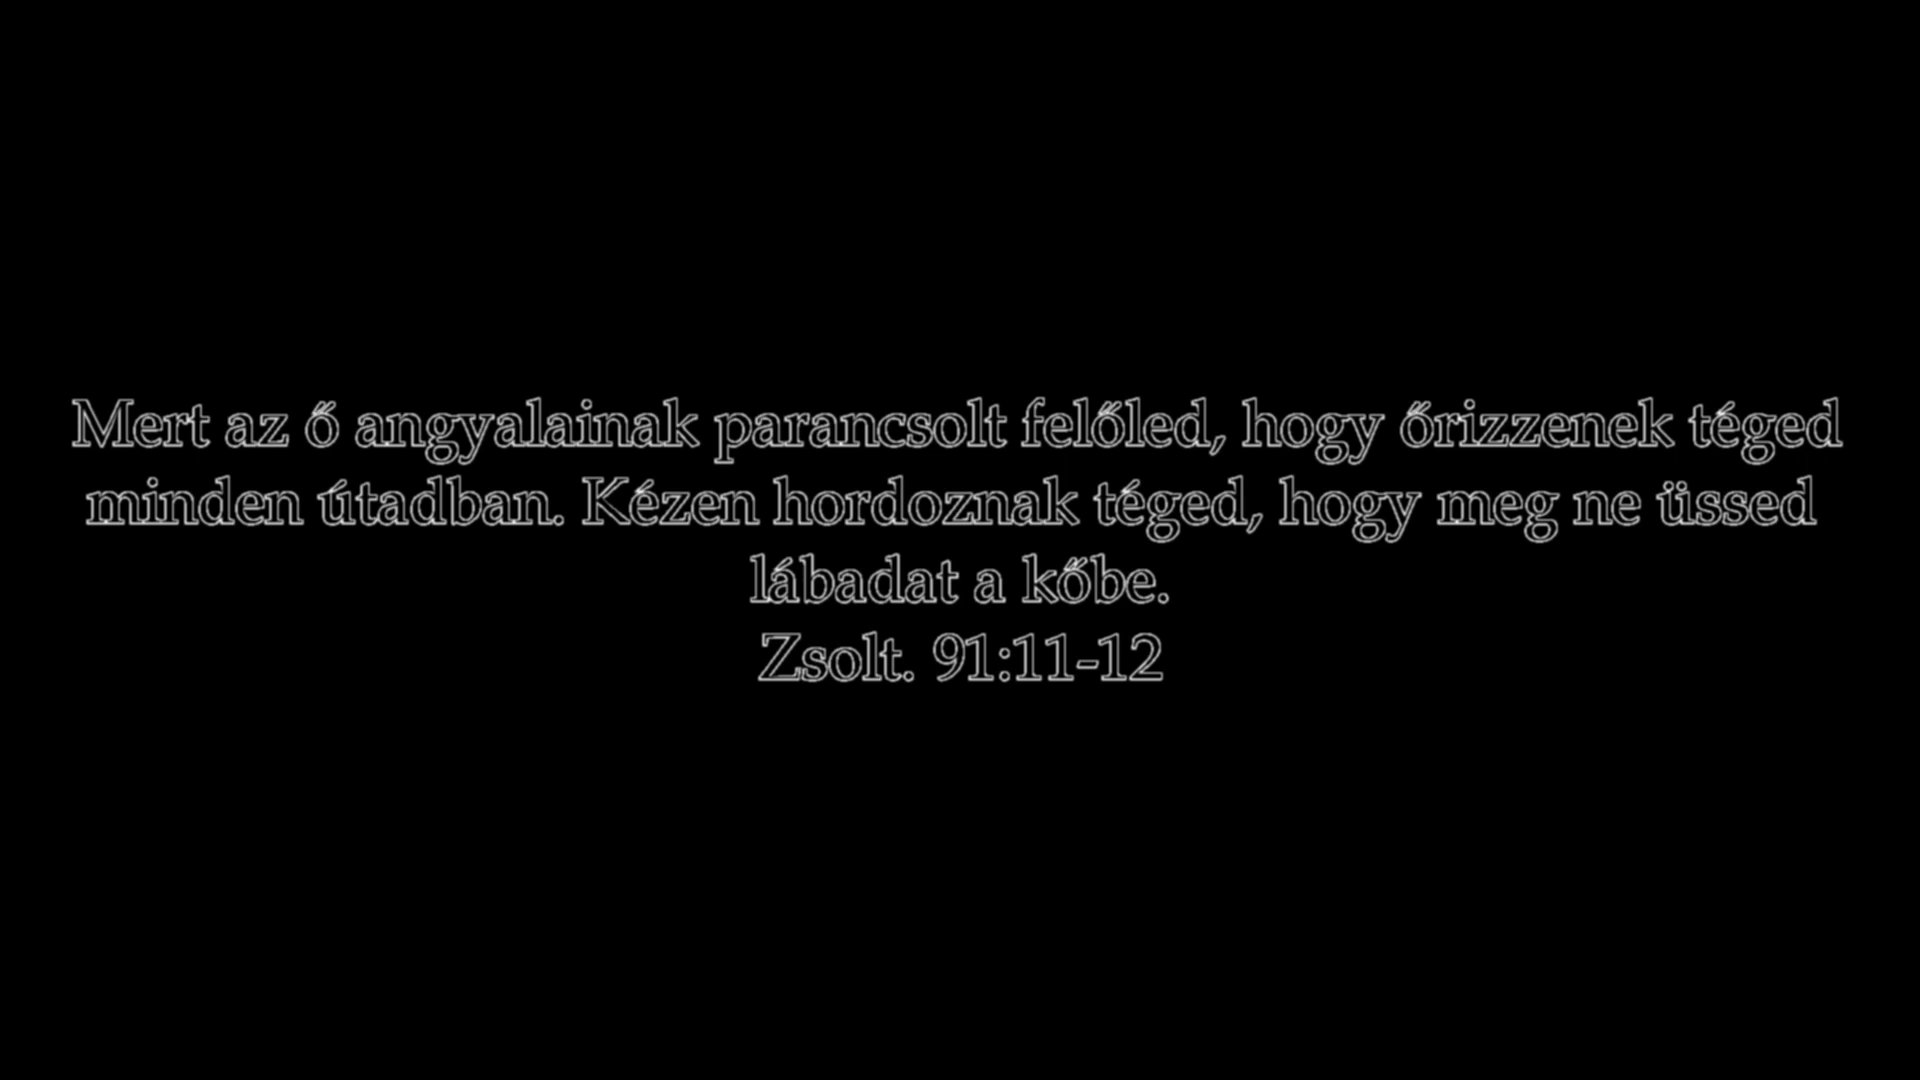 Mert az ő angyalainak parancsolt felőled, hogy őrizzenek téged
minden útadban. Kézen hordoznak téged, hogy meg ne üssed
lábadat a kőbe.
Zsolt. 91:11-12